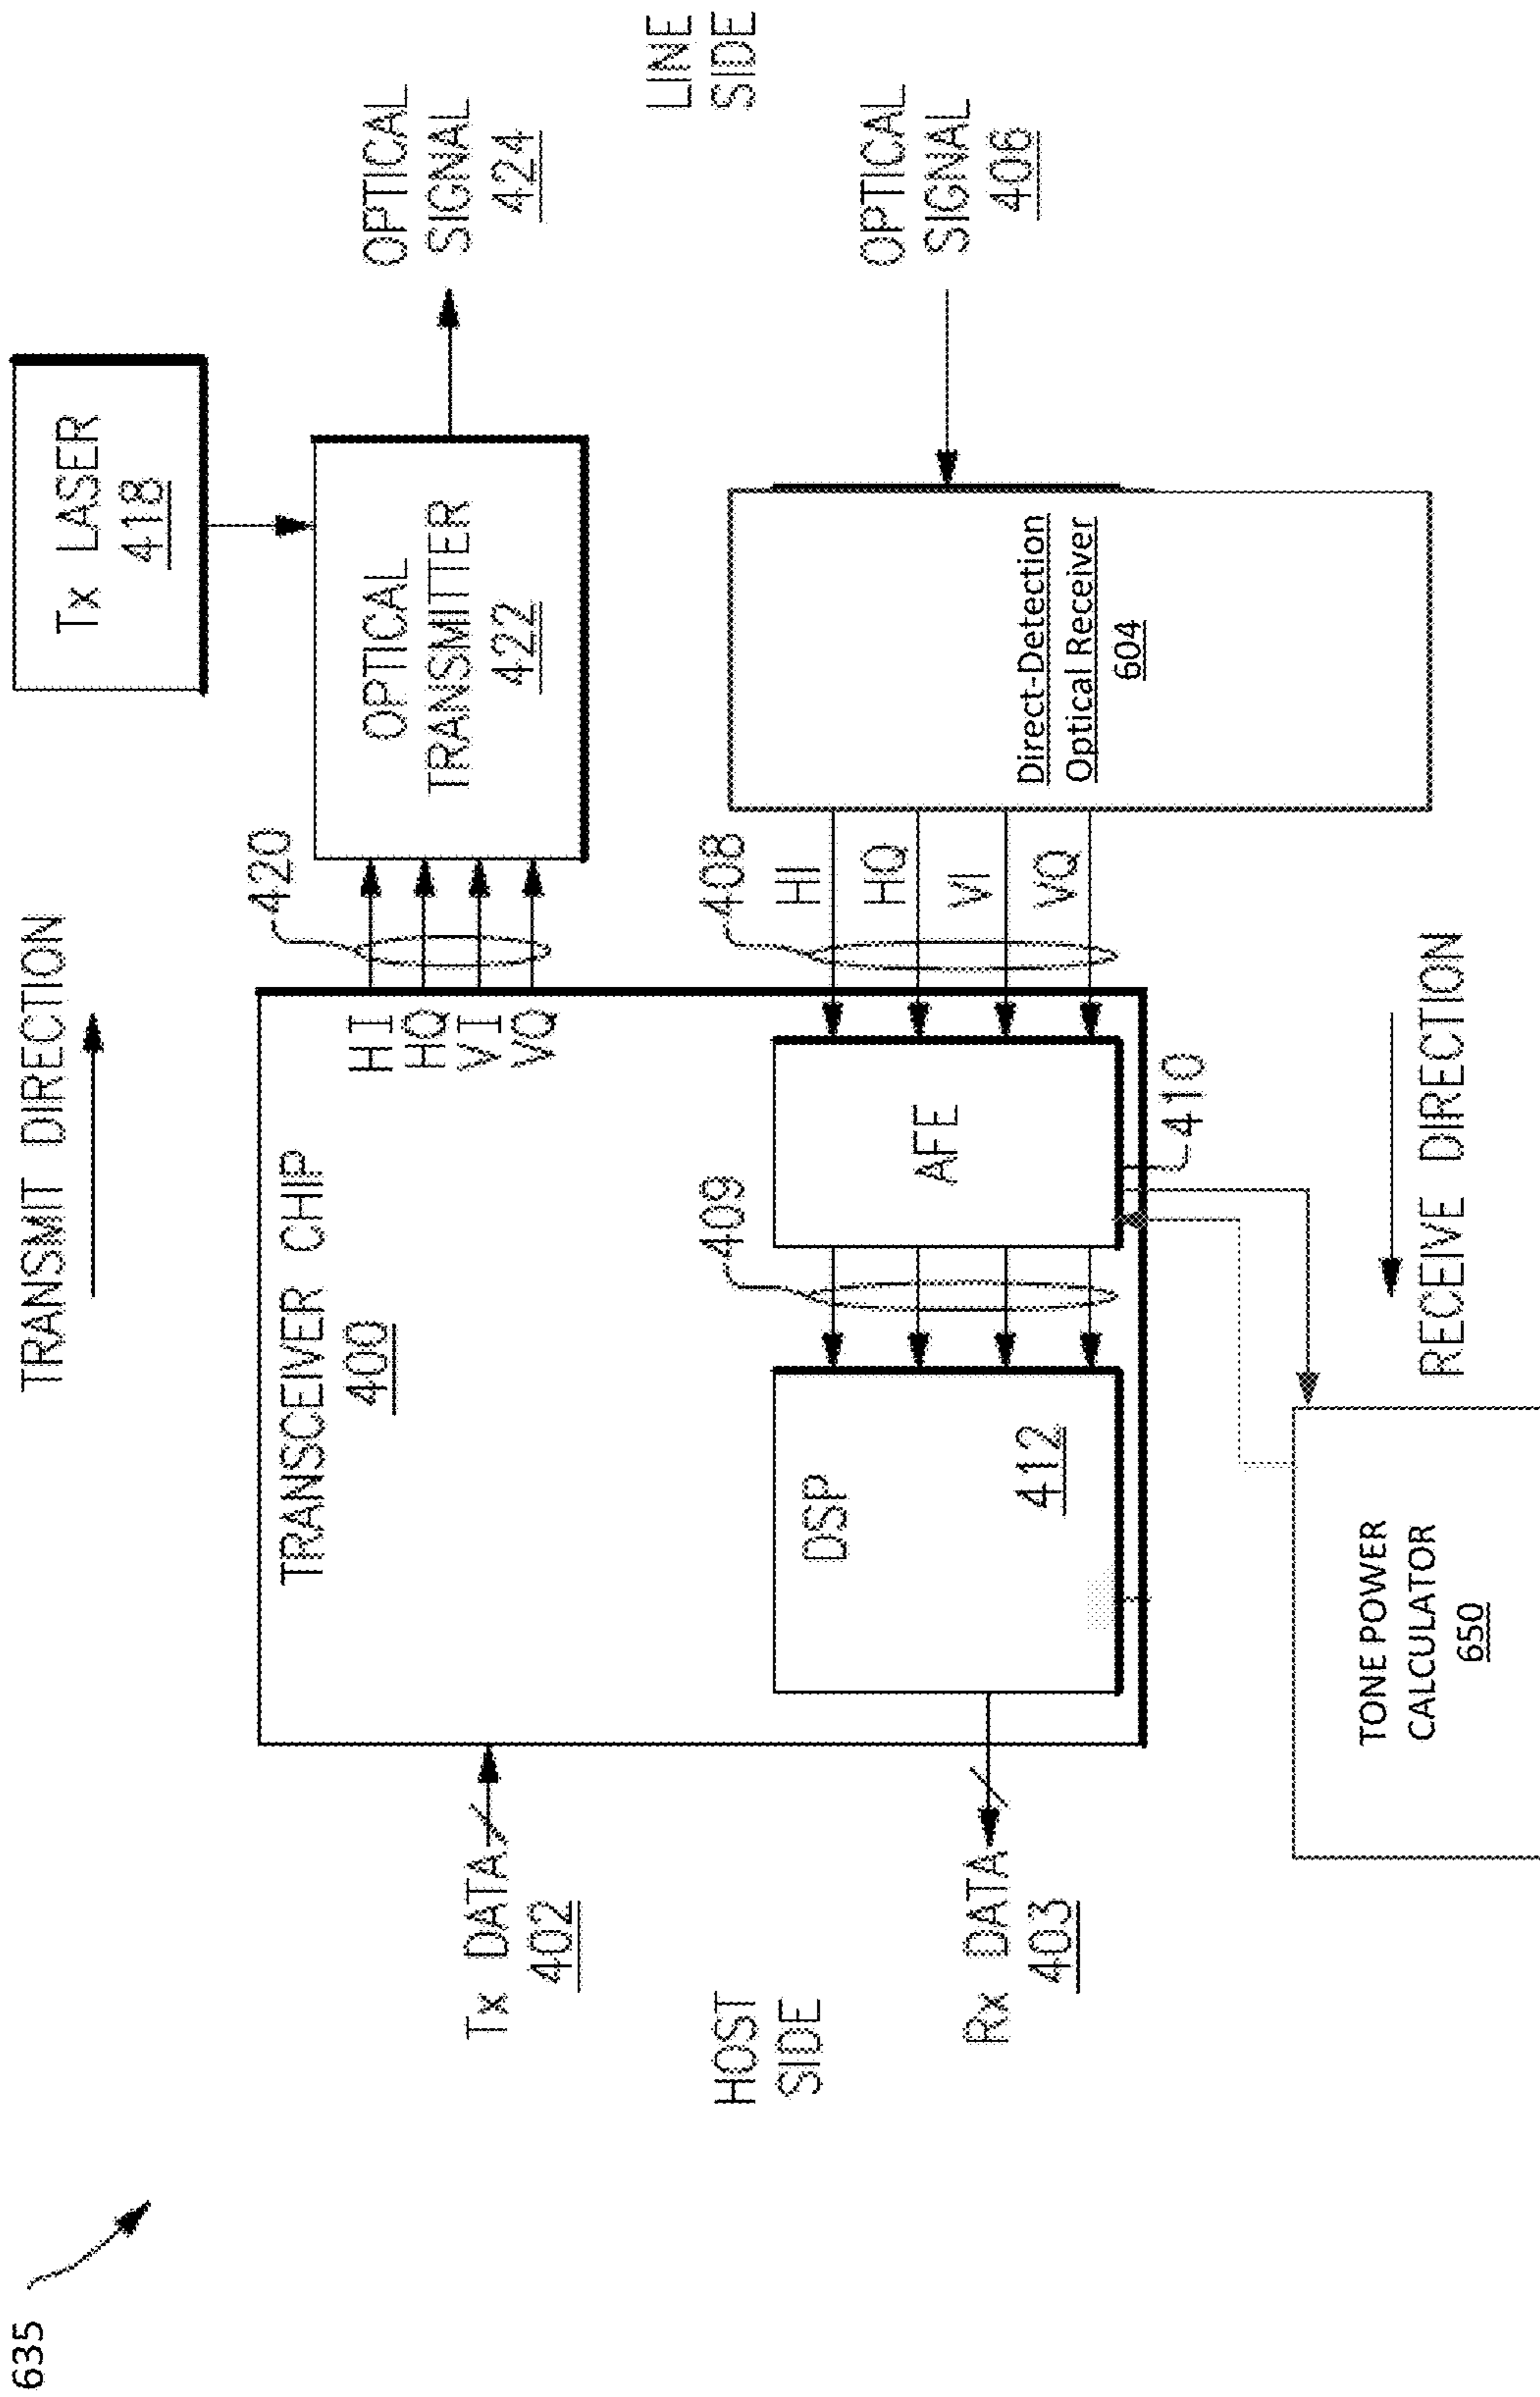 635
TRANSMIT DIRECTION
HOST
SIDE
Tx DATA
402
Rx DATA
403
TRANSCEIVER CHIP
400
HI
HQ
VI
VQ
420
Tx LASER
418
OPTICAL
TRANSMITTER
422
OPTICAL
SIGNAL
424
LINE
SIDE
DSP
412
409
AFE
410
408
HI
HQ
VI
VQ
Direct-Detection
Optical Receiver
604
OPTICAL
SIGNAL
406
RECEIVE DIRECTION
TONE POWER
CALCULATOR
650